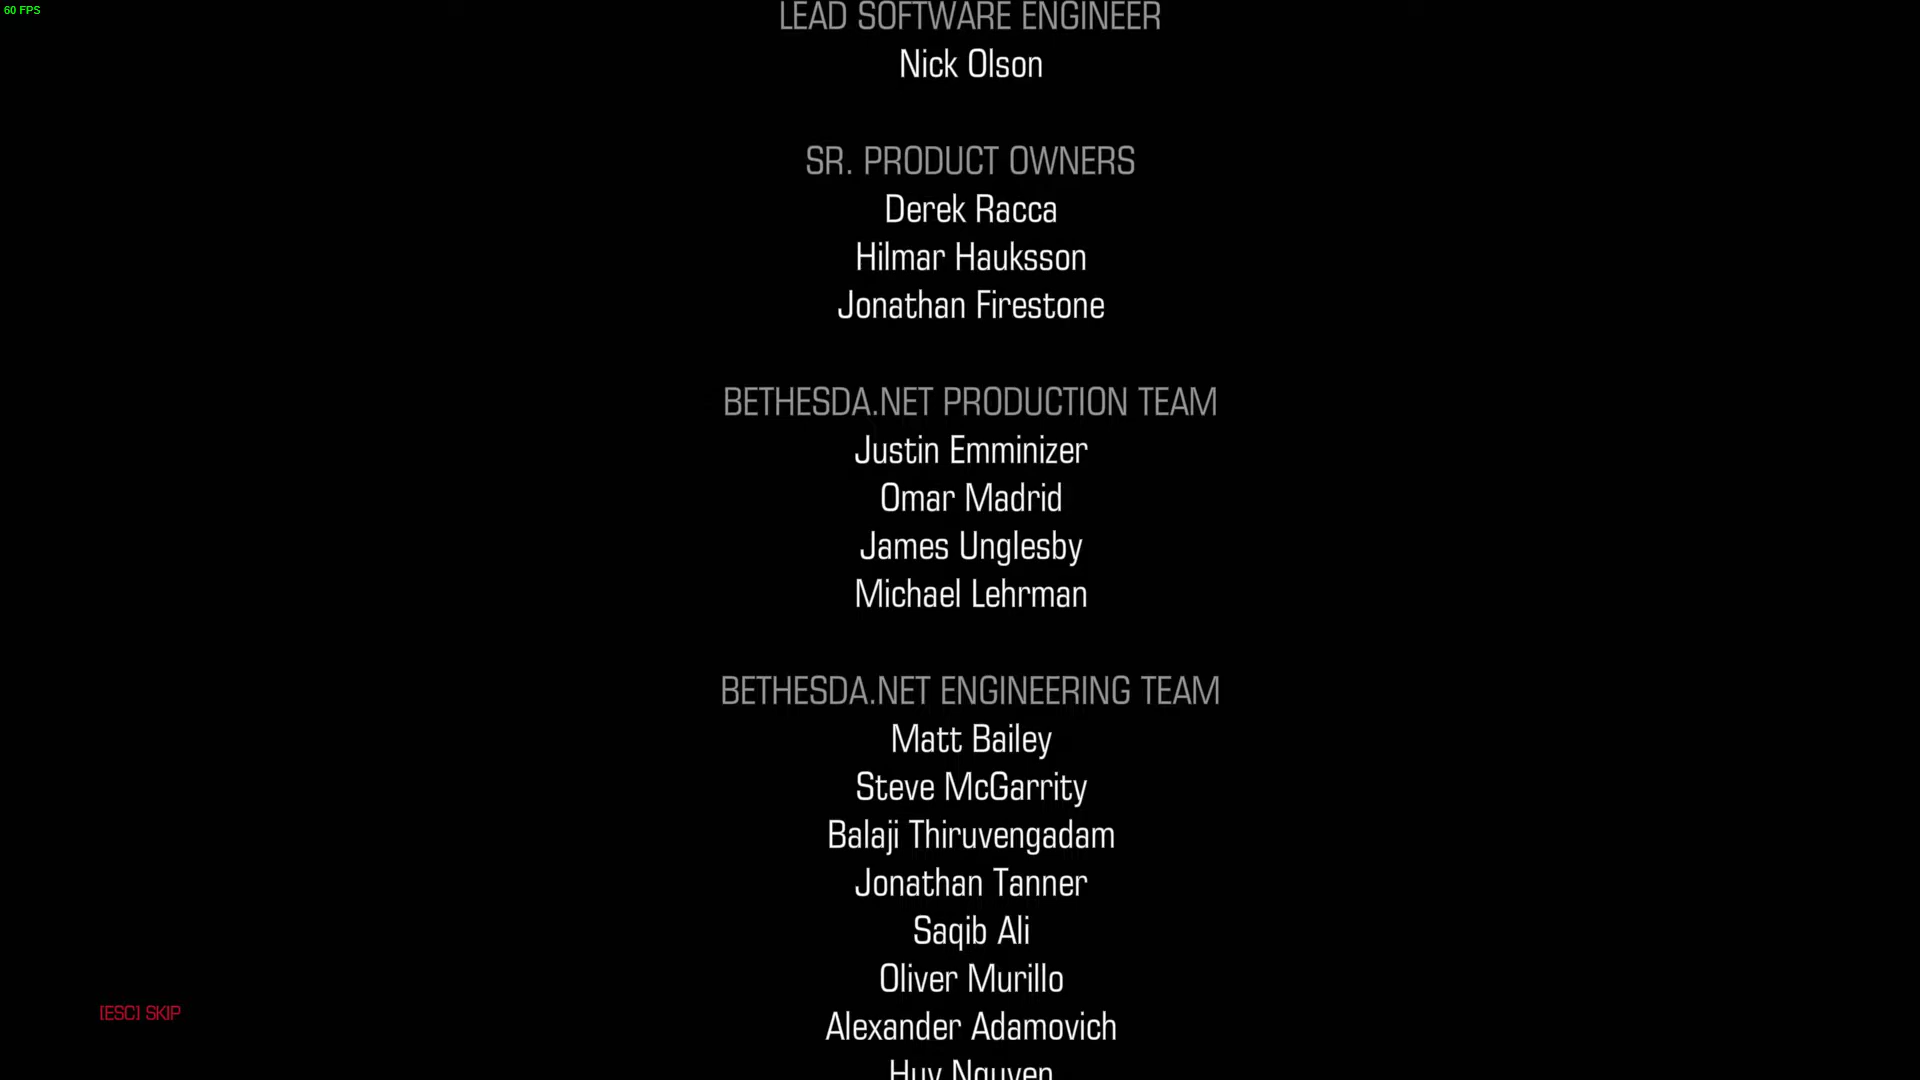 60 FPS
LEAD SOFTWARE ENGINEER
Nick Olson
SR. PRODUCT OWNERS
Derek Racca
Hilmar Hauksson
Jonathan Firestone
BETHESDA.NET PRODUCTION TEAM
Justin Emminizer
Omar Madrid
James Unglesby
Michael Lehrman
BETHESDA.NET ENGINEERING TEAM
Matt Bailey
Steve McGarrity
Balaji Thiruvengadam
Jonathan Tanner
Saqib Ali
Oliver Murillo
Alexander Adamovich
Huy Nguyen
[ESC] SKIP